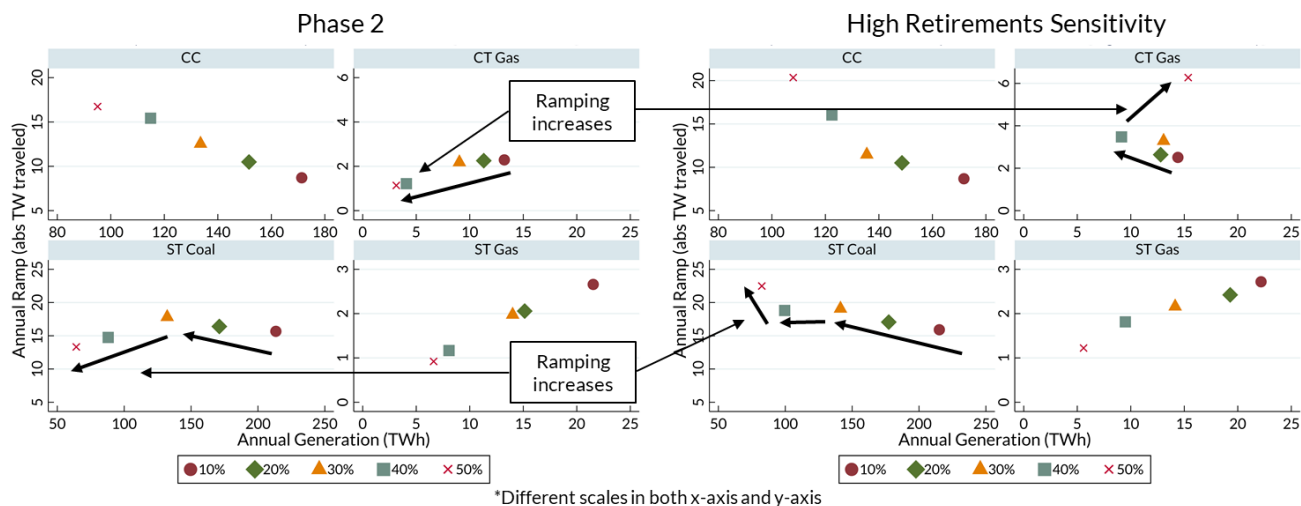 Phase 2
High Retirements Sensitivity
CC
CT Gas
CC
CT Gas
Annual Ramp (abs TW traveled)
5 10 15 20
80 100 120 140 160 180
0 2 4 6
0 5 10 15 20 25
Ramping
increases
Annual Ramp (abs TW traveled)
5 10 15 20
80 100 120 140 160 180
0 2 4 6
0 5 10 15 20 25
ST Coal
ST Gas
ST Coal
ST Gas
5 10 15 20 25
50 100 150 200 250
0 1 2 3
0 5 10 15 20 25
Ramping
increases
5 10 15 20 25
50 100 150 200 250
0 1 2 3
0 5 10 15 20 25
Annual Generation (TWh)
Annual Generation (TWh)
10% 20% 30% 40% 50%
10% 20% 30% 40% 50%
*Different scales in both x-axis and y-axis